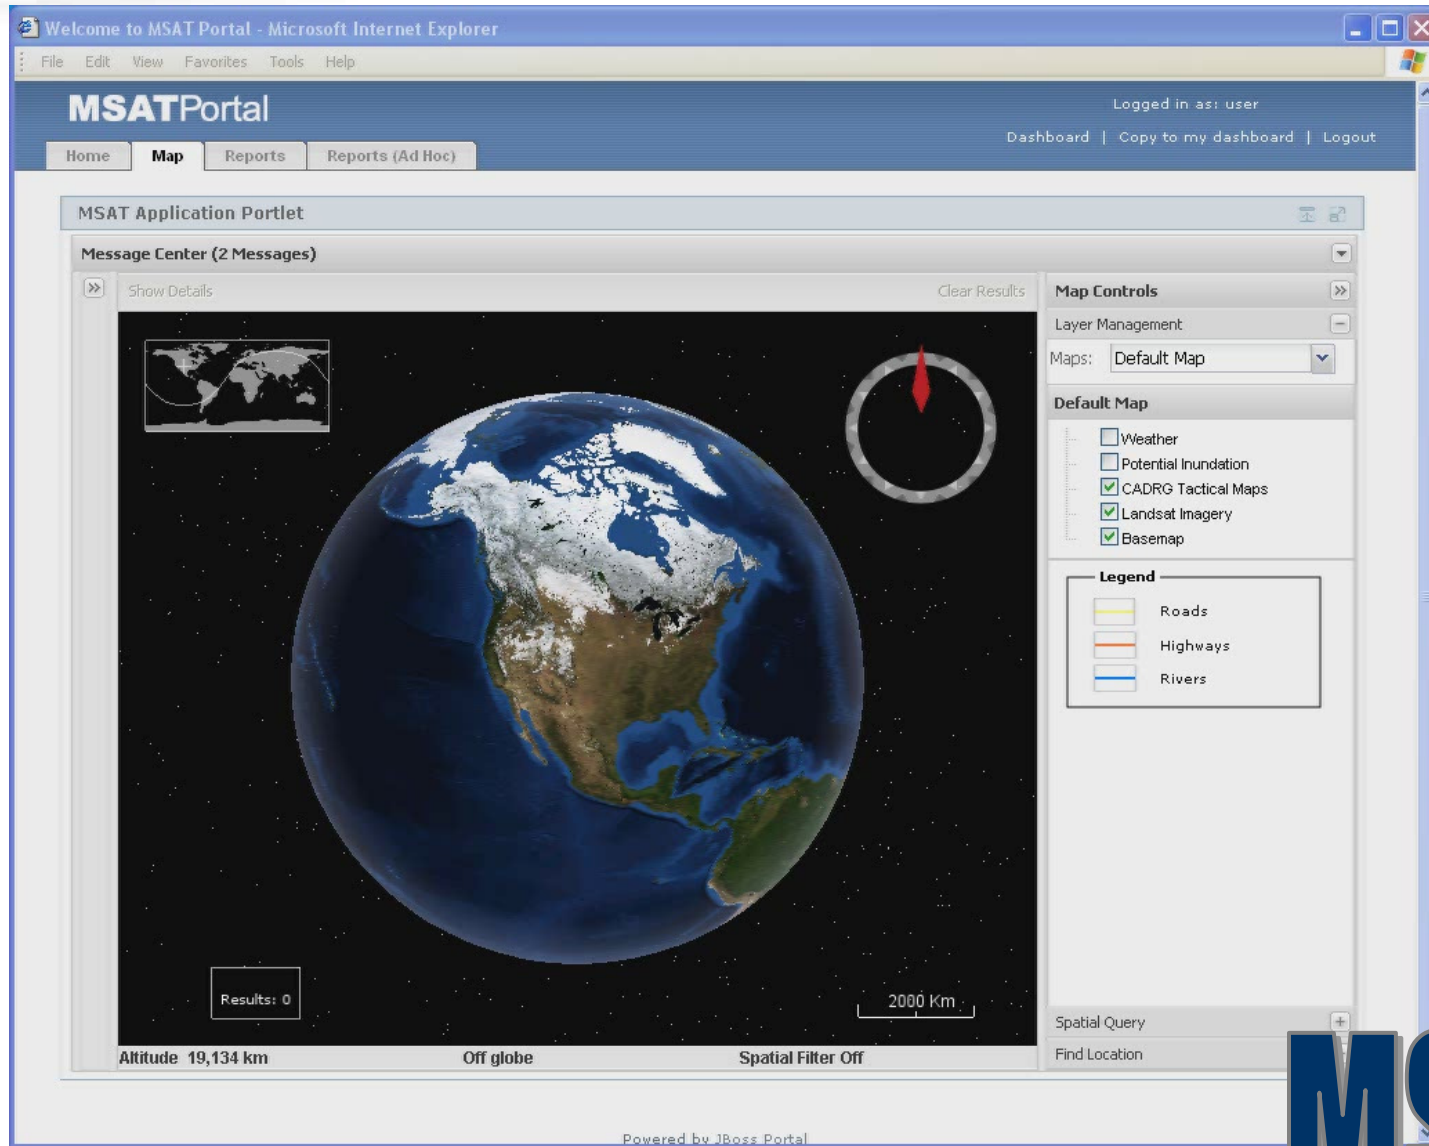 Welcome to MSAT Portal - Microsoft Internet Explorer
File Edit View Favorites Tools Help
MSATPortal
Logged in as: user
Dashboard | Copy to my dashboard | Logout
Home Map Reports Reports (Ad Hoc)
MSAT Application Portlet
Message Center (2 Messages)
Show Details Clear Results
Map Controls
Layer Management
Maps: Default Map
Default Map
Weather
Potential Inundation
CADRG Tactical Maps
Landsat Imagery
Basemap
Legend
Roads
Highways
Rivers
Results: 0
2000 Km
Spatial Query
Find Location
Altitude 19,134 km Off globe Spatial Filter Off
Powered by JBoss Portal